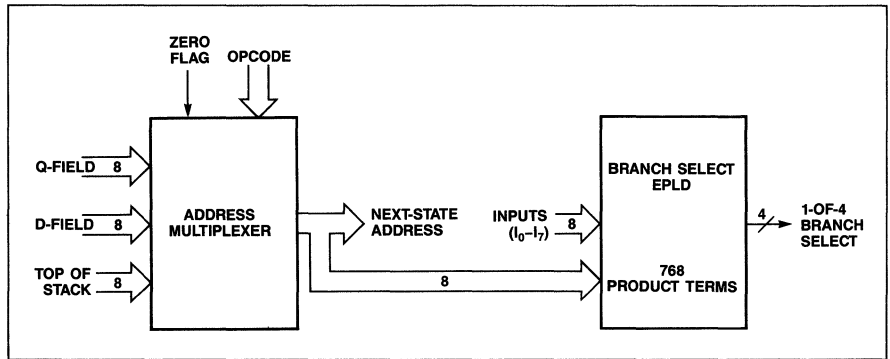 ZERO
FLAG
OPCODE
Q-FIELD 8
D-FIELD 8
TOP OF
STACK 8
ADDRESS
MULTIPLEXER
NEXT-STATE
ADDRESS
8
INPUTS
(I₀–I₇)
8
BRANCH SELECT
EPLD
768
PRODUCT TERMS
4
1-OF-4
BRANCH
SELECT